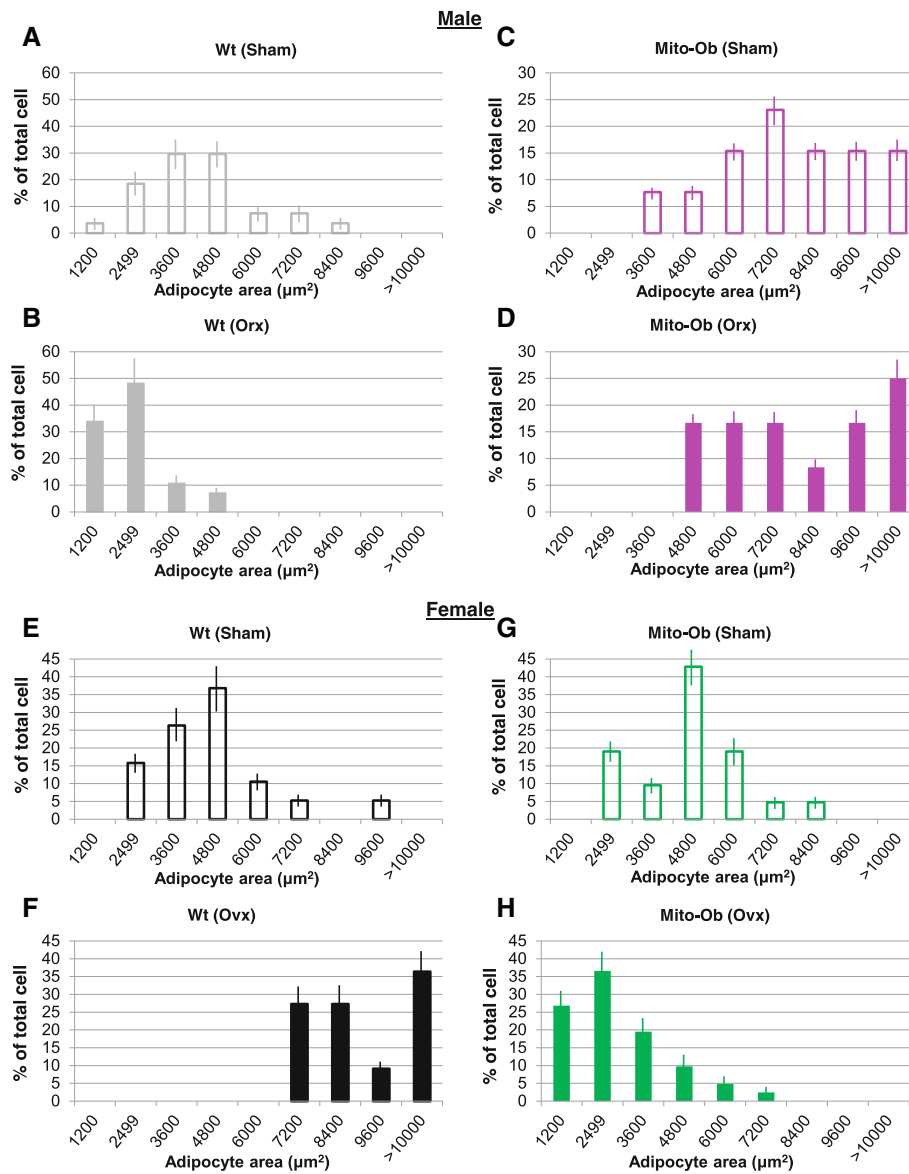 Male
A
Wt (Sham)
% of total cell
60
50
40
30
20
10
0
1200 2499 3600 4800 6000 7200 8400 9600 >10000
Adipocyte area (µm²)
C
Mito-Ob (Sham)
% of total cell
30
25
20
15
10
5
0
1200 2499 3600 4800 6000 7200 8400 9600 >10000
Adipocyte area (µm²)
B
Wt (Orx)
% of total cell
60
50
40
30
20
10
0
1200 2499 3600 4800 6000 7200 8400 9600 >10000
Adipocyte area (µm²)
D
Mito-Ob (Orx)
% of total cell
30
25
20
15
10
5
0
1200 2499 3600 4800 6000 7200 8400 9600 >10000
Adipocyte area (µm²)
Female
E
Wt (Sham)
% of total cell
45
40
35
30
25
20
15
10
5
0
1200 2499 3600 4800 6000 7200 8400 9600 >10000
Adipocyte area (µm²)
G
Mito-Ob (Sham)
% of total cell
45
40
35
30
25
20
15
10
5
0
1200 2499 3600 4800 6000 7200 8400 9600 >10000
Adipocyte area (µm²)
F
Wt (Ovx)
% of total cell
45
40
35
30
25
20
15
10
5
0
1200 2499 3600 4800 6000 7200 8400 9600 >10000
Adipocyte area (µm²)
H
Mito-Ob (Ovx)
% of total cell
45
40
35
30
25
20
15
10
5
0
1200 2499 3600 4800 6000 7200 8400 9600 >10000
Adipocyte area (µm²)